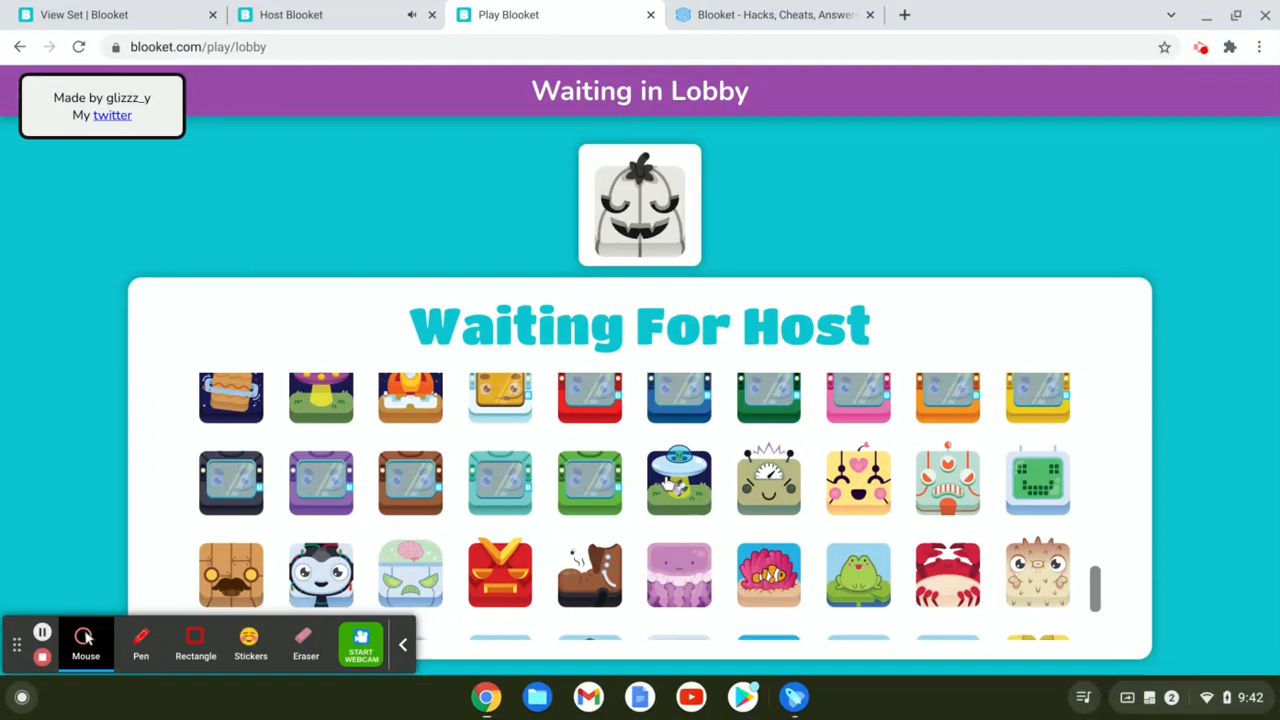 View Set | Blooket
Host Blooket
Play Blooket
Blooket - Hacks, Cheats, Answers
blooket.com/play/lobby
Made by glizzz_y
My twitter
Waiting in Lobby
Waiting For Host
Mouse
Pen
Rectangle
Stickers
Eraser
START
WEBCAM
2
9:42